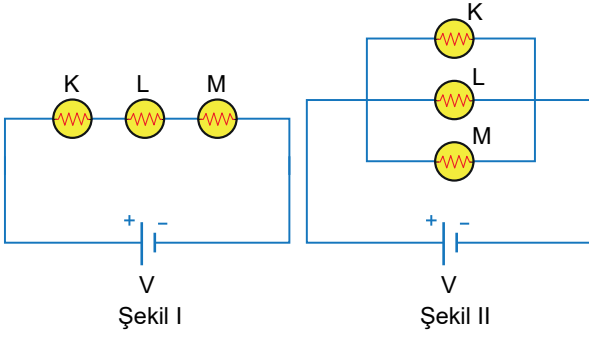 K L M
+ −
V
Şekil I
K
L
M
+ −
V
Şekil II